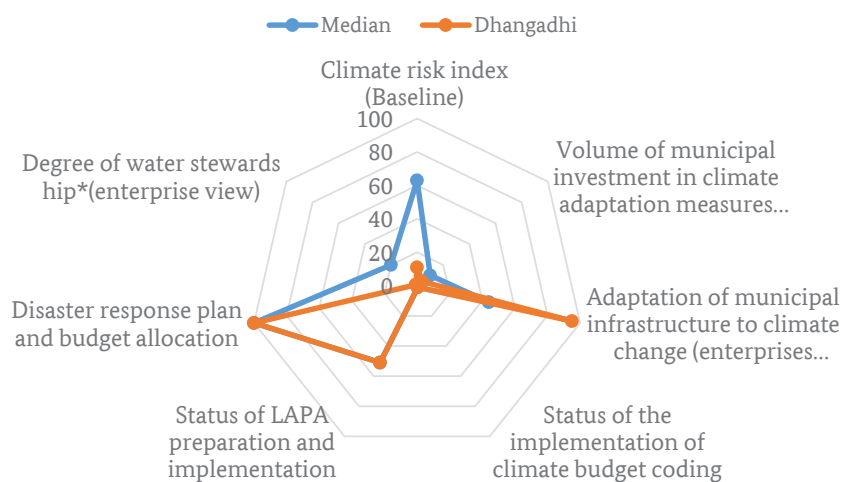 Median Dhangadhi
Climate risk index
(Baseline)
100
80
60
40
20
0
Volume of municipal
investment in climate
adaptation measures...
Adaptation of municipal
infrastructure to climate
change (enterprises...
Status of the
implementation of
climate budget coding
Status of LAPA
preparation and
implementation
Disaster response plan
and budget allocation
Degree of water stewards
hip*(enterprise view)